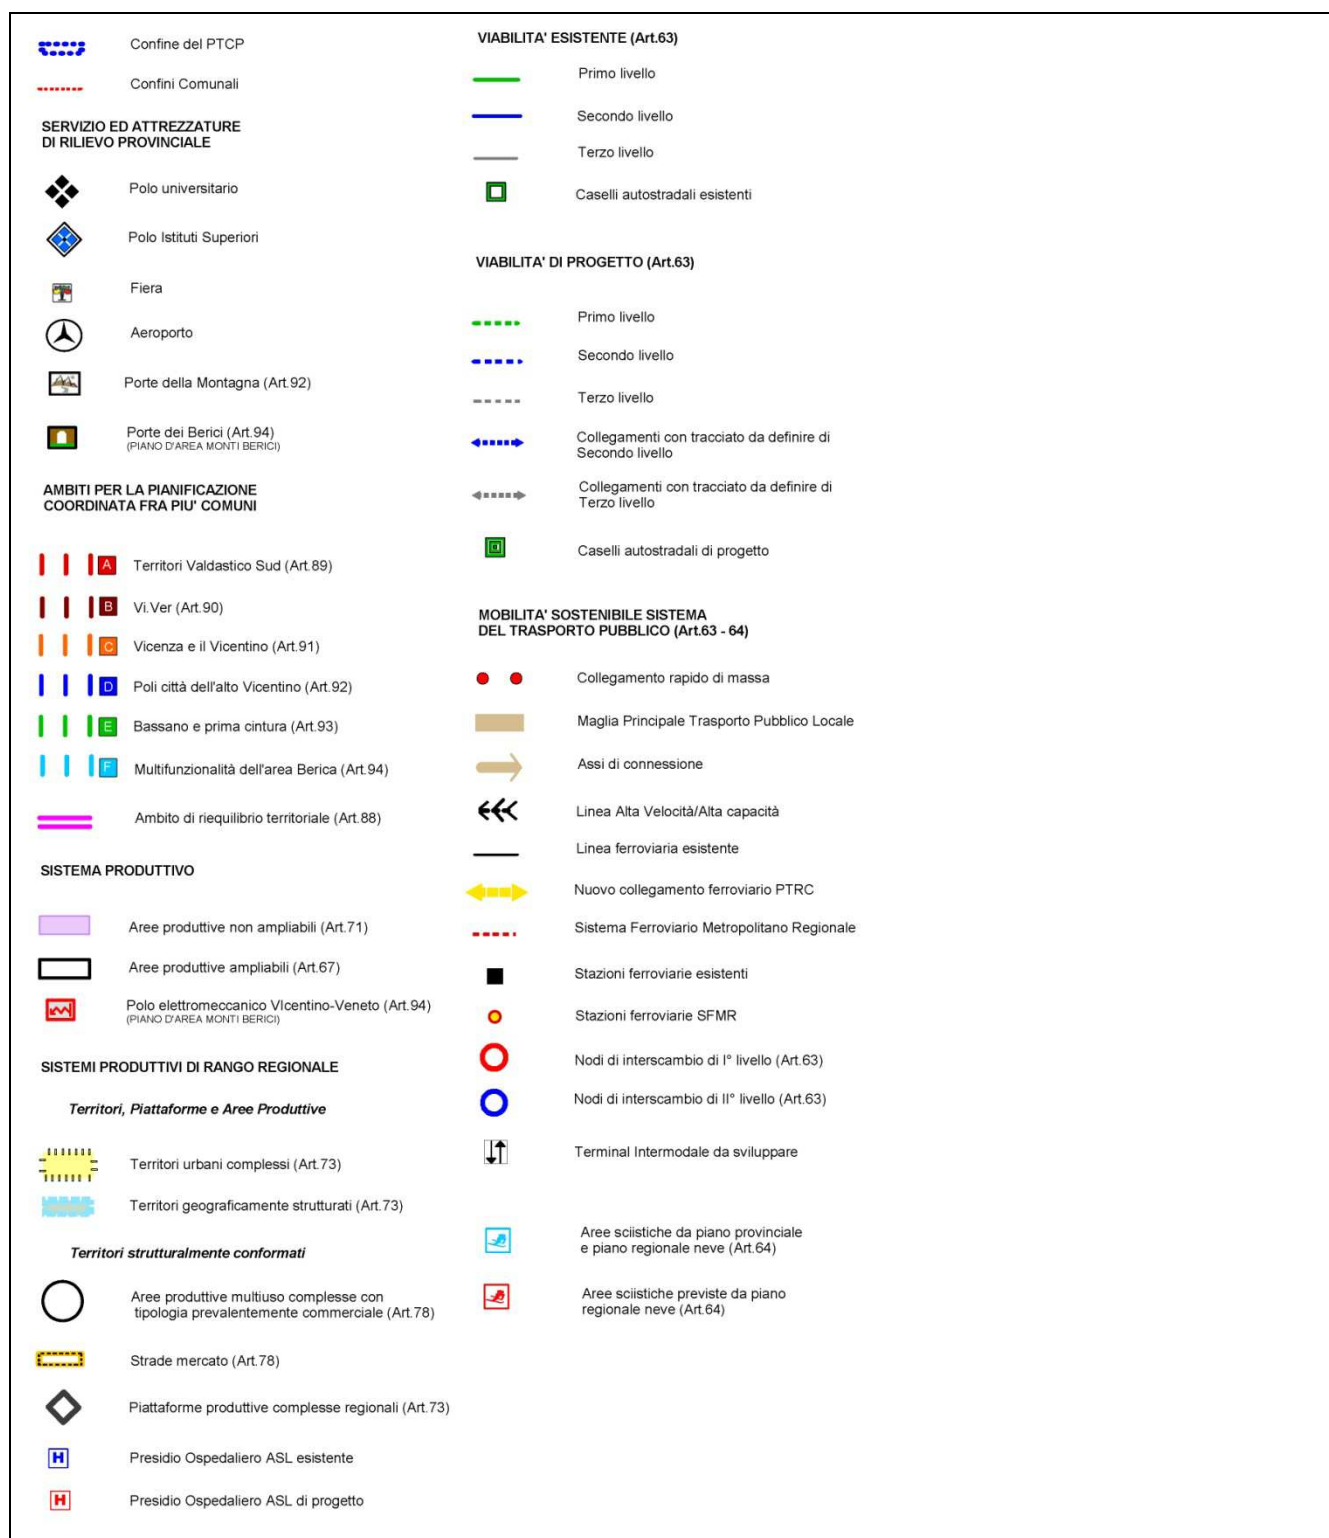 Confine del PTCP
Confini Comunali
SERVIZIO ED ATTREZZATURE
DI RILIEVO PROVINCIALE
Polo universitario
Polo Istituti Superiori
Fiera
Aeroporto
Porte della Montagna (Art.92)
Porte dei Berici (Art.94)
(PIANO D'AREA MONTI BERICI)
AMBITI PER LA PIANIFICAZIONE
COORDINATA FRA PIU' COMUNI
A Territori Valdastico Sud (Art.89)
B Vi.Ver (Art.90)
C Vicenza e il Vicentino (Art.91)
D Poli città dell'alto Vicentino (Art.92)
E Bassano e prima cintura (Art.93)
F Multifunzionalità dell'area Berica (Art.94)
Ambito di riequilibrio territoriale (Art.88)
SISTEMA PRODUTTIVO
Aree produttive non ampliabili (Art.71)
Aree produttive ampliabili (Art.67)
Polo elettromeccanico VIcentino-Veneto (Art.94)
(PIANO D'AREA MONTI BERICI)
SISTEMI PRODUTTIVI DI RANGO REGIONALE
Territori, Piattaforme e Aree Produttive
Territori urbani complessi (Art.73)
Territori geograficamente strutturati (Art.73)
Territori strutturalmente conformati
Aree produttive multiuso complesse con
tipologia prevalentemente commerciale (Art.78)
Strade mercato (Art.78)
Piattaforme produttive complesse regionali (Art.73)
H Presidio Ospedaliero ASL esistente
H Presidio Ospedaliero ASL di progetto
VIABILITA' ESISTENTE (Art.63)
Primo livello
Secondo livello
Terzo livello
Caselli autostradali esistenti
VIABILITA' DI PROGETTO (Art.63)
Primo livello
Secondo livello
Terzo livello
Collegamenti con tracciato da definire di
Secondo livello
Collegamenti con tracciato da definire di
Terzo livello
Caselli autostradali di progetto
MOBILITA' SOSTENIBILE SISTEMA
DEL TRASPORTO PUBBLICO (Art.63 - 64)
Collegamento rapido di massa
Maglia Principale Trasporto Pubblico Locale
Assi di connessione
Linea Alta Velocità/Alta capacità
Linea ferroviaria esistente
Nuovo collegamento ferroviario PTRC
Sistema Ferroviario Metropolitano Regionale
Stazioni ferroviarie esistenti
Stazioni ferroviarie SFMR
Nodi di interscambio di I° livello (Art.63)
Nodi di interscambio di II° livello (Art.63)
Terminal Intermodale da sviluppare
Aree sciistiche da piano provinciale
e piano regionale neve (Art.64)
Aree sciistiche previste da piano
regionale neve (Art.64)